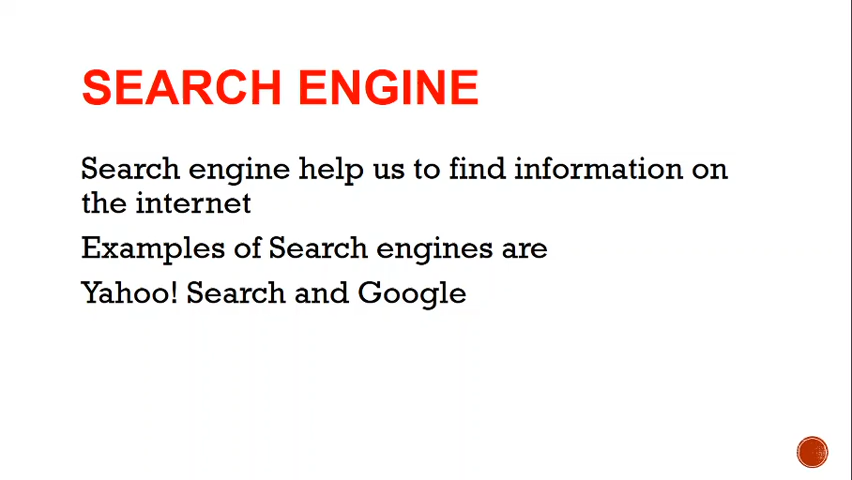 SEARCH ENGINE
Search engine help us to find information on
the internet
Examples of Search engines are
Yahoo! Search and Google